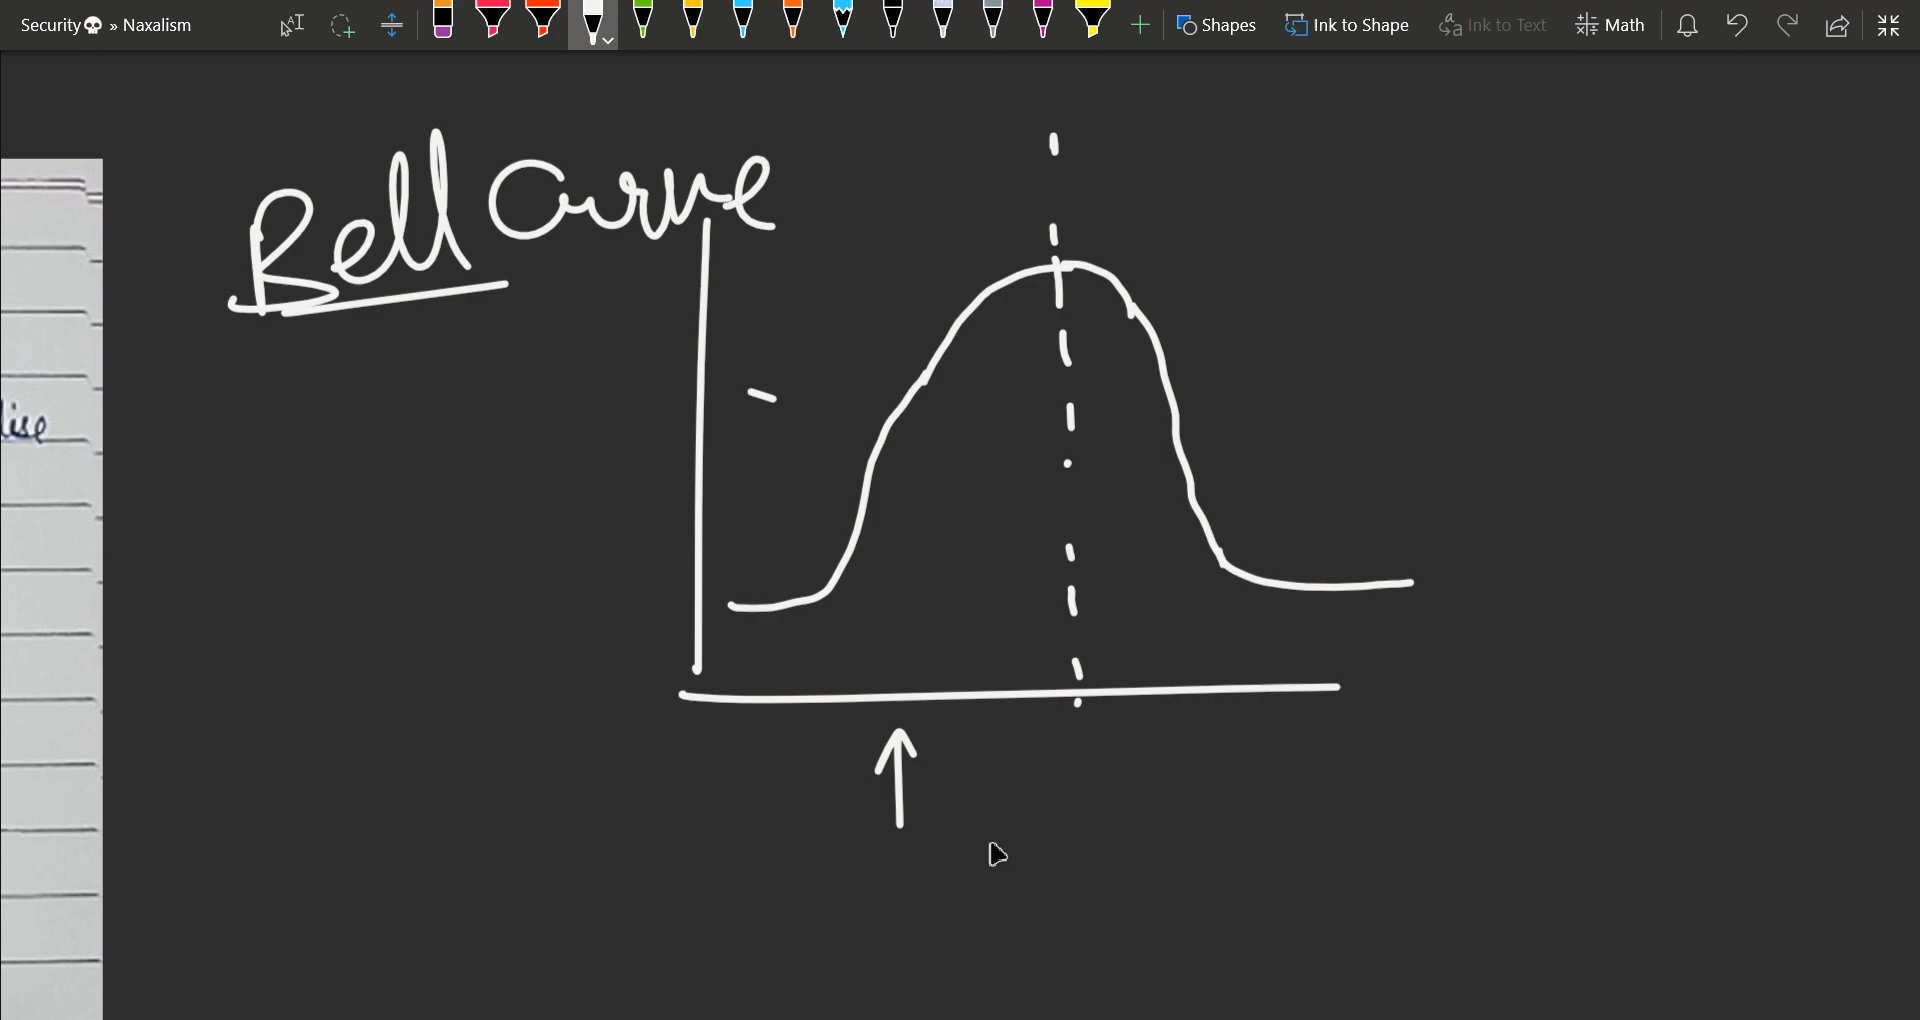 Security💀 » Naxalism
Shapes
Ink to Shape
Ink to Text
Math
Bell Curve
lise